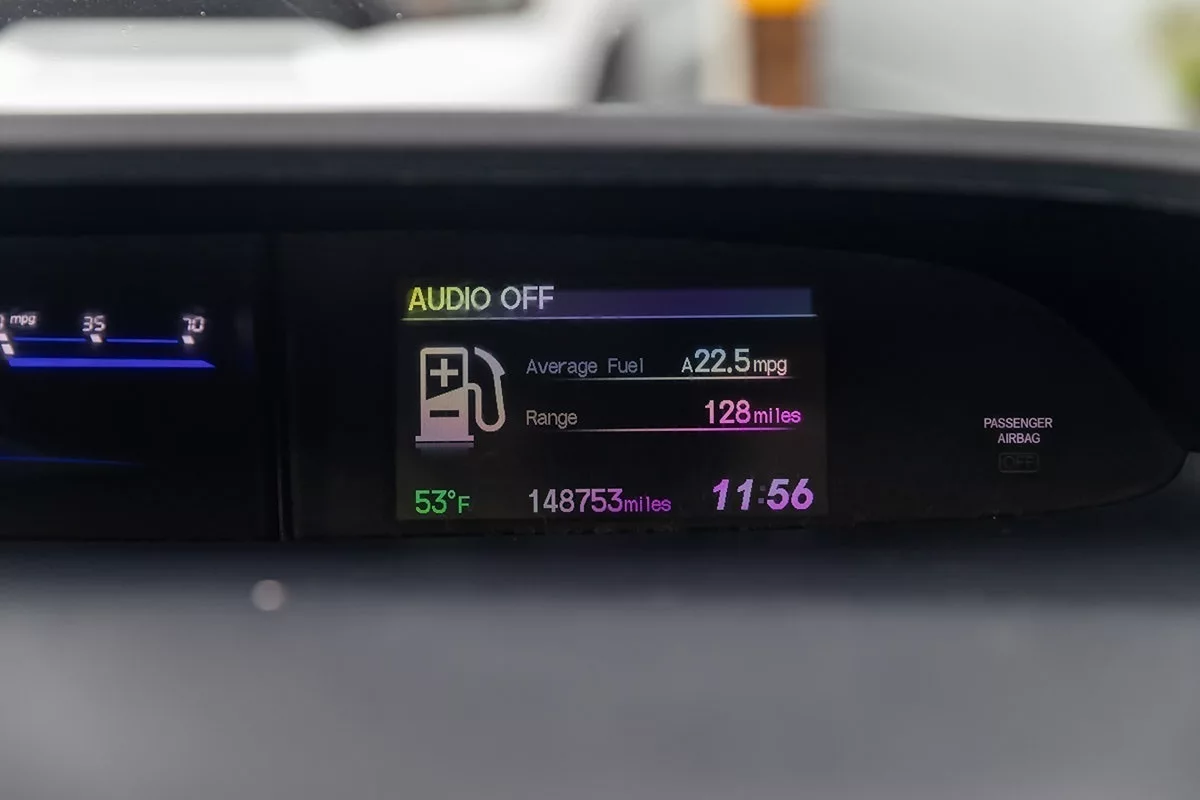 AUDIO OFF
mpg 35 70
Average Fuel A22.5mpg
Range 128miles
PASSENGER
AIRBAG
OFF
53°F 148753miles 11:56